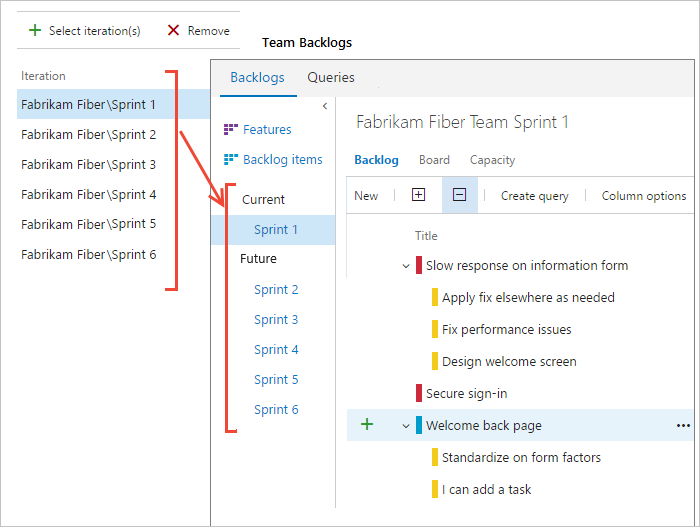 Select iteration(s)
Remove
Team Backlogs
Iteration
Fabrikam Fiber\Sprint 1
Fabrikam Fiber\Sprint 2
Fabrikam Fiber\Sprint 3
Fabrikam Fiber\Sprint 4
Fabrikam Fiber\Sprint 5
Fabrikam Fiber\Sprint 6
Backlogs Queries
Features
Backlog items
Current
Sprint 1
Future
Sprint 2
Sprint 3
Sprint 4
Sprint 5
Sprint 6
Fabrikam Fiber Team Sprint 1
Backlog Board Capacity
New Create query Column options
Title
Slow response on information form
Apply fix elsewhere as needed
Fix performance issues
Design welcome screen
Secure sign-in
Welcome back page
Standardize on form factors
I can add a task